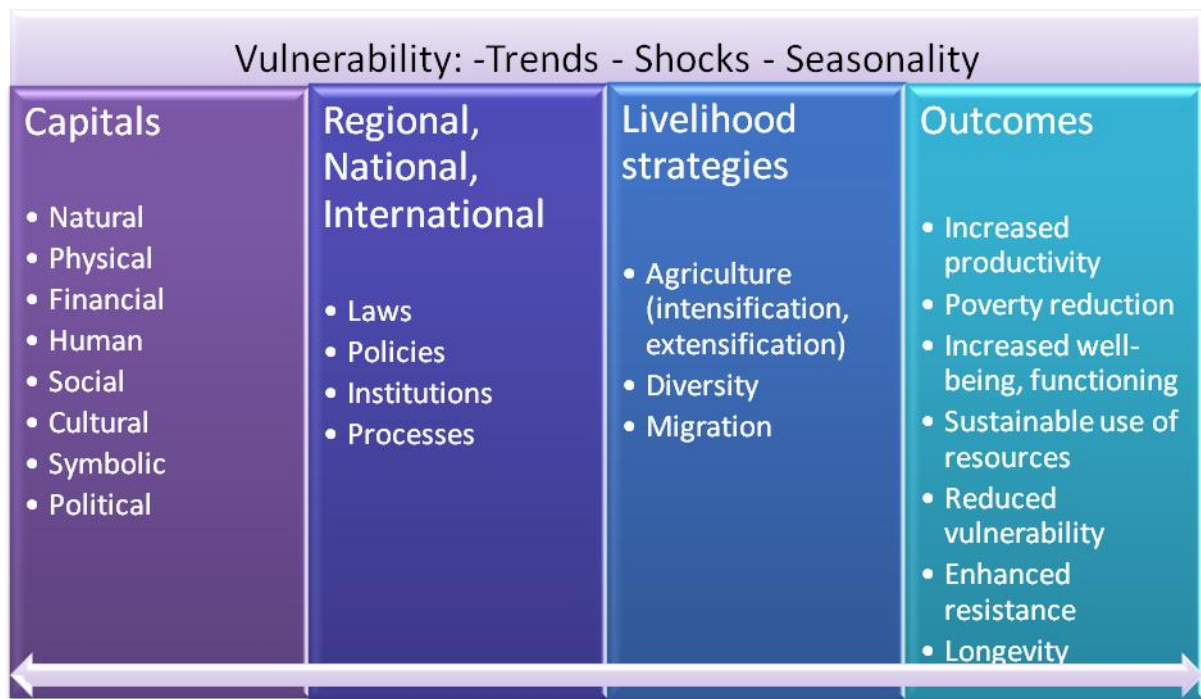 Vulnerability: -Trends - Shocks - Seasonality
Capitals
• Natural
• Physical
• Financial
• Human
• Social
• Cultural
• Symbolic
• Political
Regional,
National,
International
• Laws
• Policies
• Institutions
• Processes
Livelihood
strategies
• Agriculture
(intensification,
extensification)
• Diversity
• Migration
Outcomes
• Increased
productivity
• Poverty reduction
• Increased well-
being, functioning
• Sustainable use of
resources
• Reduced
vulnerability
• Enhanced
resistance
• Longevity